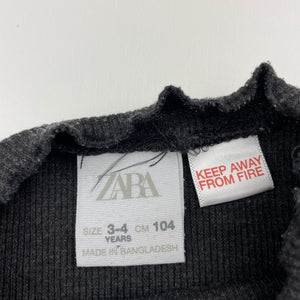 ZARA
SIZE 3-4 CM 104
YEARS
MADE IN BANGLADESH
KEEP AWAY
FROM FIRE